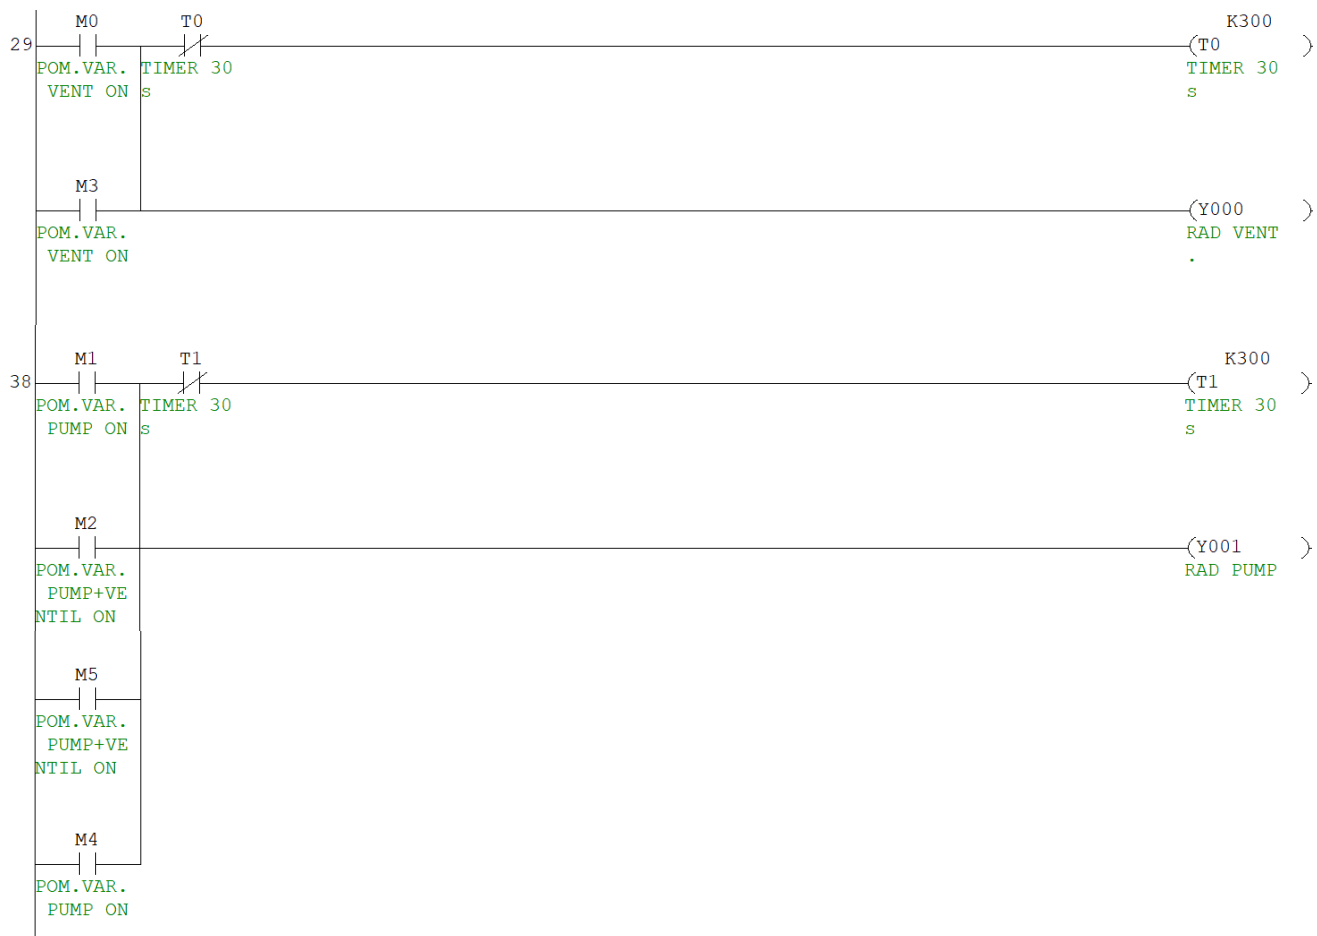 M0 T0 K300
29 (T0 )
POM.VAR. TIMER 30 TIMER 30
VENT ON s s
M3
(Y000 )
POM.VAR. RAD VENT
VENT ON .
M1 T1 K300
38 (T1 )
POM.VAR. TIMER 30 TIMER 30
PUMP ON s s
M2
(Y001 )
POM.VAR. RAD PUMP
PUMP+VE
NTIL ON
M5
POM.VAR.
PUMP+VE
NTIL ON
M4
POM.VAR.
PUMP ON